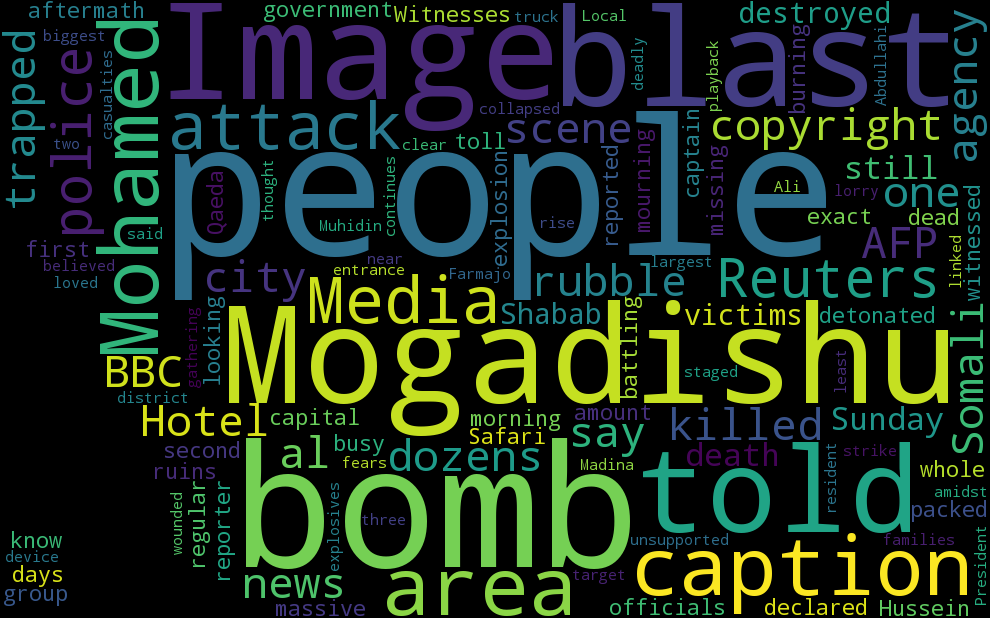 aftermath
government
Witnesses
truck
Local
destroyed
biggest
Image
blast
agency
trapped
police
casualties
two
Mohamed
attack
collapsed
scene
deadly
playback
burning
Abdullahi
copyright
clear
toll
people
captain
still
thought
Qaeda
continues
explosion
reported
mourning
missing
Ali
lorry
one
witnessed
said
Muhidin
rise
exact
dead
first
believed
loved
near
entrance
Farmajo
largest
AFP
linked
city
Media
rubble
Reuters
looking
gathering
Mogadishu
Shabab
battling
victims
detonated
Somali
BBC
district
staged
least
Hotel
capital
morning
amount
killed
Sunday
second
al
busy
Safari
say
death
strike
ruins
fears
dozens
Madina
told
resident
whole
amidst
wounded
regular
reporter
bomb
explosives
three
packed
know
unsupported
families
device
days
group
news
area
target
caption
President
massive
officials
declared
Hussein